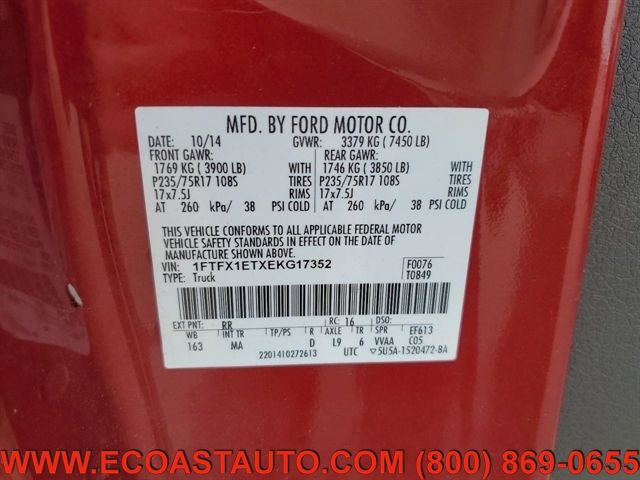 MFD. BY FORD MOTOR CO.
DATE: 10/14 GVWR: 3379 KG ( 7450 LB)
FRONT GAWR: REAR GAWR:
1769 KG ( 3900 LB) WITH 1746 KG ( 3850 LB) WITH
P235/75R17 108S TIRES P235/75R17 108S TIRES
17x7.5J RIMS 17x7.5J RIMS
AT 260 kPa/ 38 PSI COLD AT 260 kPa/ 38 PSI COLD
THIS VEHICLE CONFORMS TO ALL APPLICABLE FEDERAL MOTOR
VEHICLE SAFETY STANDARDS IN EFFECT ON THE DATE OF
MANUFACTURE SHOWN ABOVE.
VIN: 1FTFX1ETXEKG17352 F0076
TYPE: Truck T0849
EXT PNT: RR RC: 16 DSO:
WB INT TR TP/PS R AXLE TR SPR EF613
163 MA D L9 6 VVAA C05
2201410272613 UTC ▽5U5A-1520472-BA
WWW.ECOASTAUTO.COM (800) 869-0655